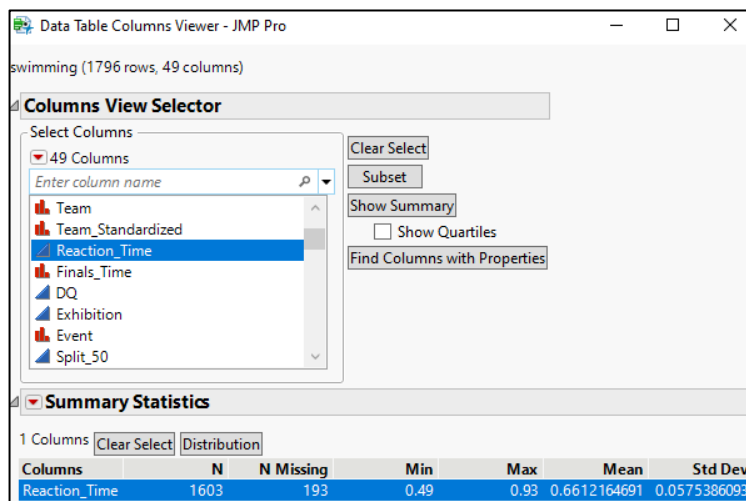 Data Table Columns Viewer - JMP Pro
swimming (1796 rows, 49 columns)
Columns View Selector
Select Columns
49 Columns
Enter column name
Team
Team_Standardized
Reaction_Time
Finals_Time
DQ
Exhibition
Event
Split_50
Clear Select
Subset
Show Summary
Show Quartiles
Find Columns with Properties
Summary Statistics
1 Columns Clear Select Distribution
Columns N N Missing Min Max Mean Std Dev
Reaction_Time 1603 193 0.49 0.93 0.6612164691 0.0575386093